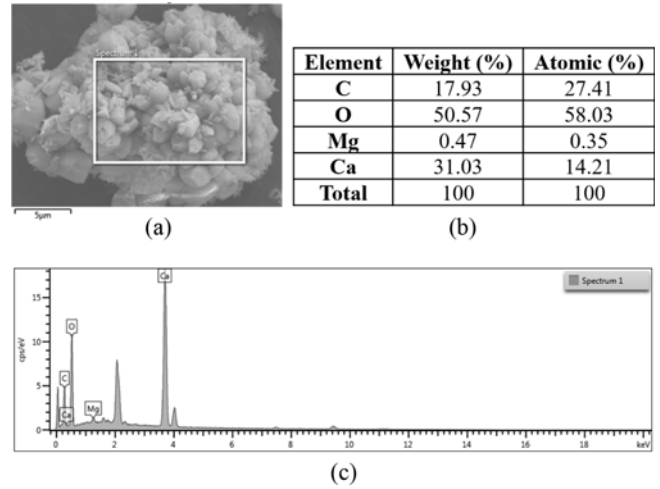 Spectrum 1
5µm
(a)
Element Weight (%) Atomic (%)
C 17.93 27.41
O 50.57 58.03
Mg 0.47 0.35
Ca 31.03 14.21
Total 100 100
(b)
Ca
Spectrum 1
15
O
10
cps/eV
5
C
Ca
Mg
0
0 2 4 6 8 10 12 14 16 18 keV
(c)